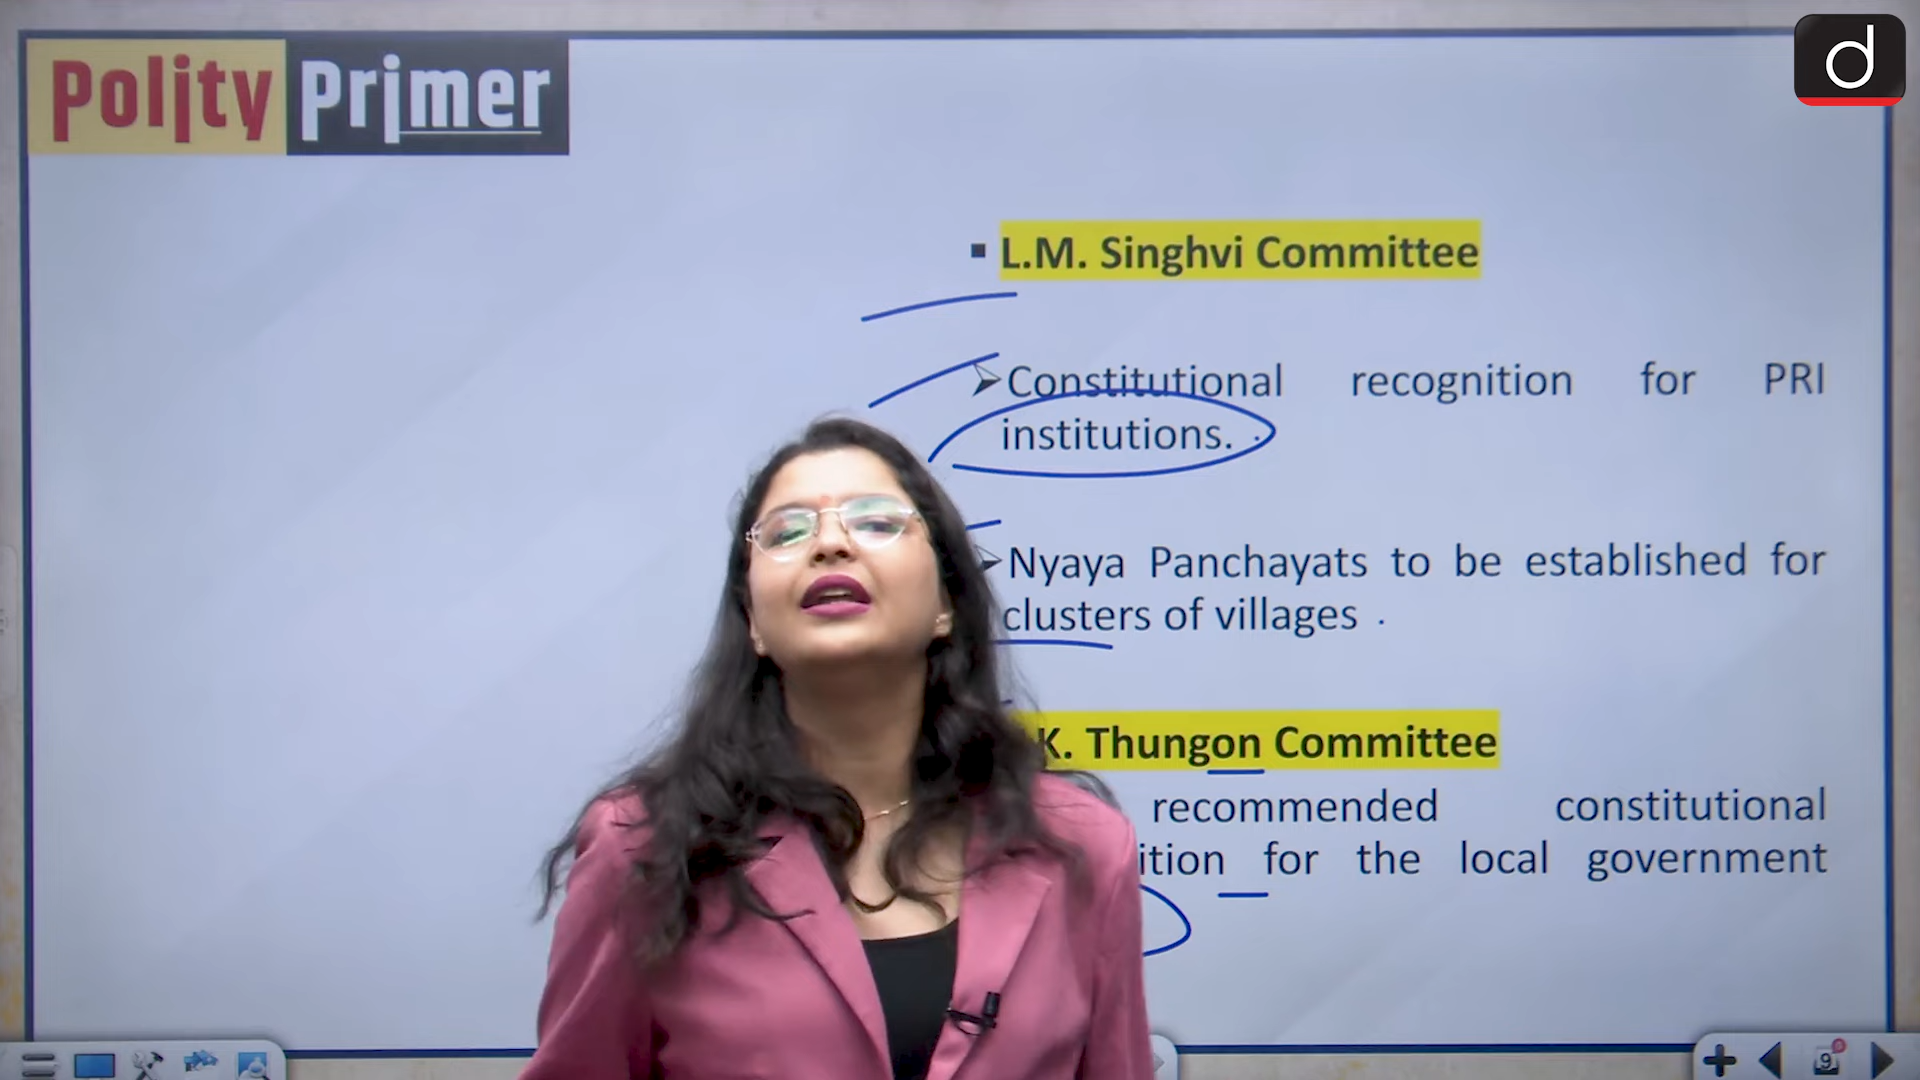 Polity Primer
d
L.M. Singhvi Committee
Constitutional recognition for PRI
institutions.
Nyaya Panchayats to be established for
clusters of villages
K. Thungon Committee
recommended constitutional
for the local government
9